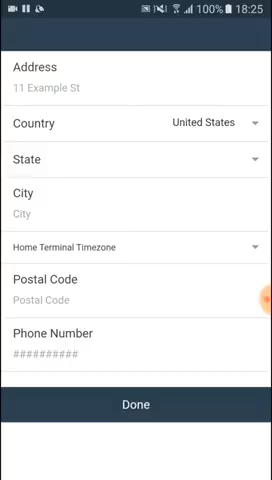 100% 18:25
Address
11 Example St
Country United States
State
City
City
Home Terminal Timezone
Postal Code
Postal Code
Phone Number
##########
Done